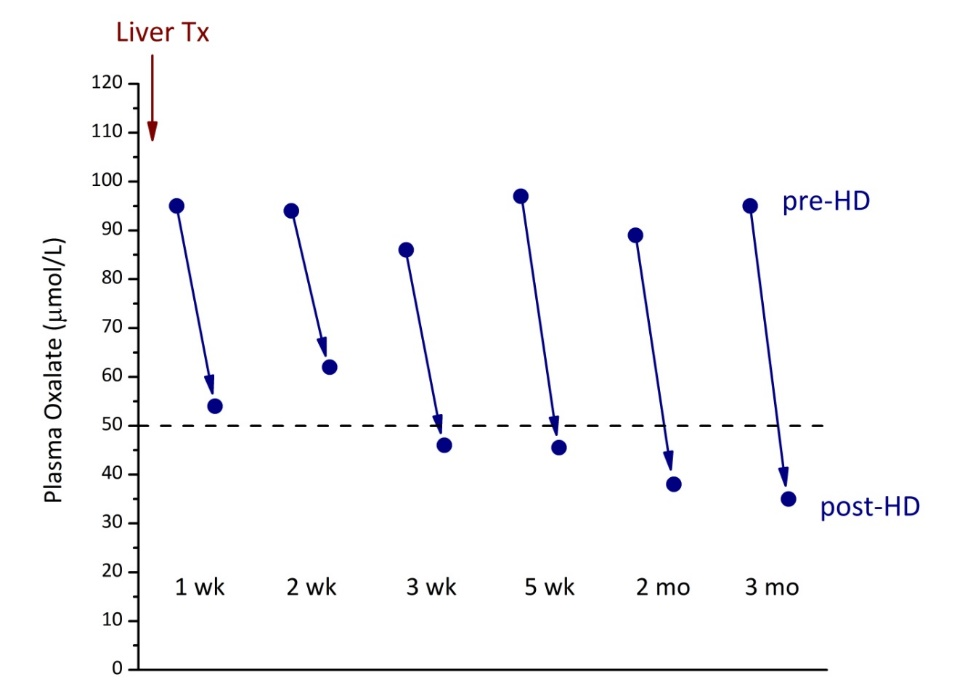 Liver Tx
120
110
100
90
80
70
60
50
40
30
20
10
0
Plasma Oxalate (µmol/L)
pre-HD
post-HD
1 wk 2 wk 3 wk 5 wk 2 mo 3 mo